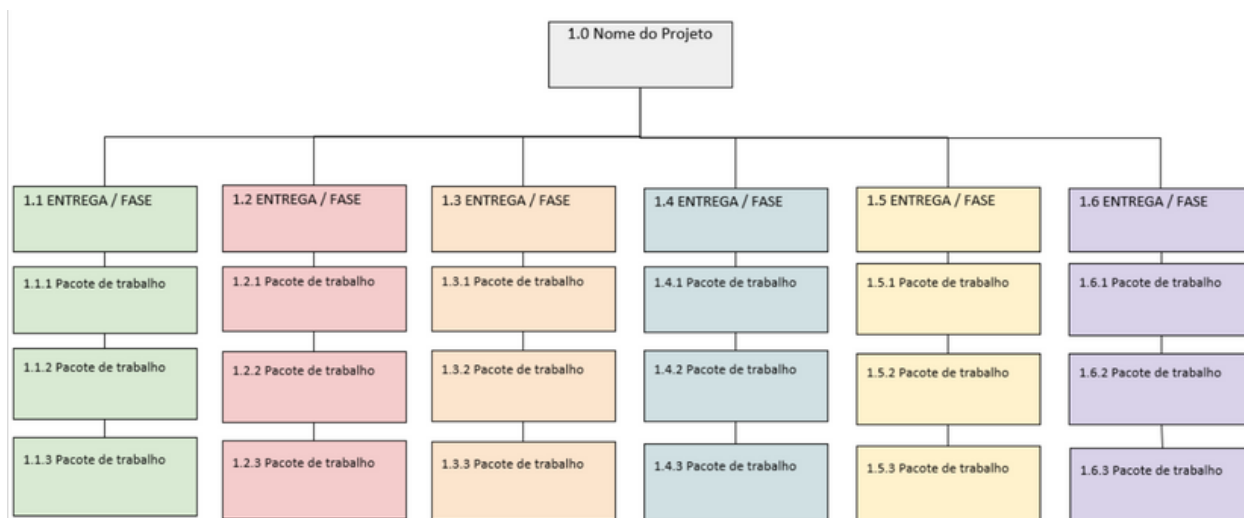 1.0 Nome do Projeto
1.1 ENTREGA / FASE
1.2 ENTREGA / FASE
1.3 ENTREGA / FASE
1.4 ENTREGA / FASE
1.5 ENTREGA / FASE
1.6 ENTREGA / FASE
1.1.1 Pacote de trabalho
1.2.1 Pacote de trabalho
1.3.1 Pacote de trabalho
1.4.1 Pacote de trabalho
1.5.1 Pacote de trabalho
1.6.1 Pacote de trabalho
1.1.2 Pacote de trabalho
1.2.2 Pacote de trabalho
1.3.2 Pacote de trabalho
1.4.2 Pacote de trabalho
1.5.2 Pacote de trabalho
1.6.2 Pacote de trabalho
1.1.3 Pacote de trabalho
1.2.3 Pacote de trabalho
1.3.3 Pacote de trabalho
1.4.3 Pacote de trabalho
1.5.3 Pacote de trabalho
1.6.3 Pacote de trabalho